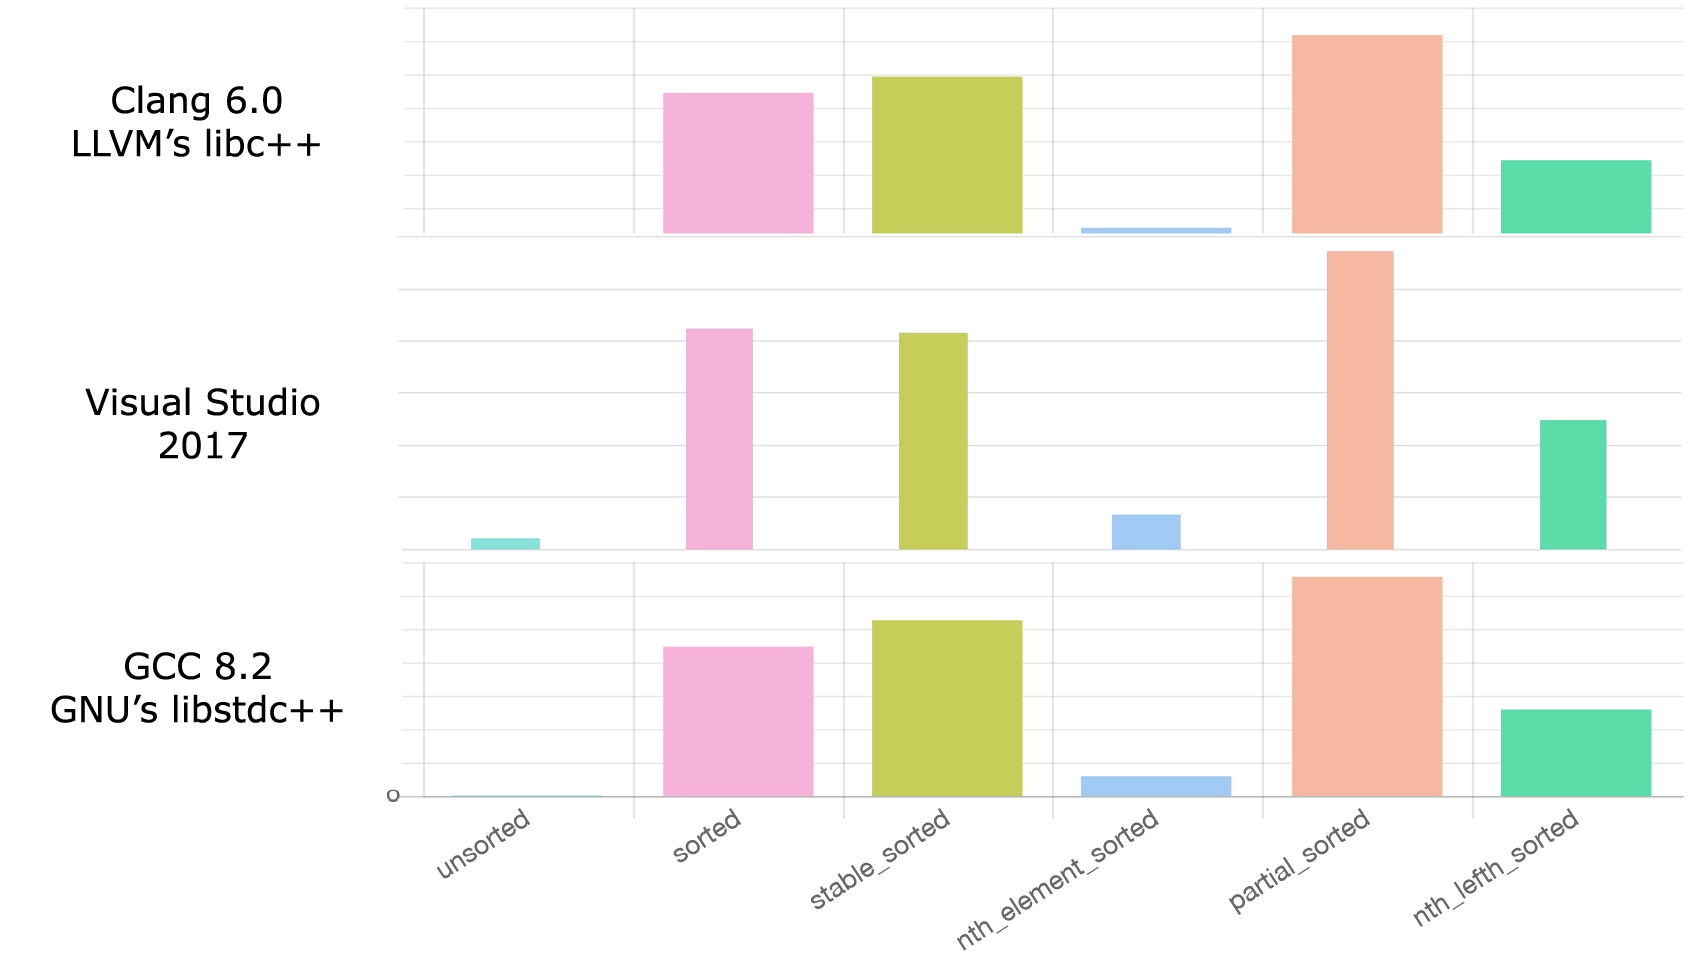 Clang 6.0
LLVM’s libc++
Visual Studio
2017
GCC 8.2
GNU’s libstdc++
0
unsorted
sorted
stable_sorted
nth_element_sorted
partial_sorted
nth_lefth_sorted